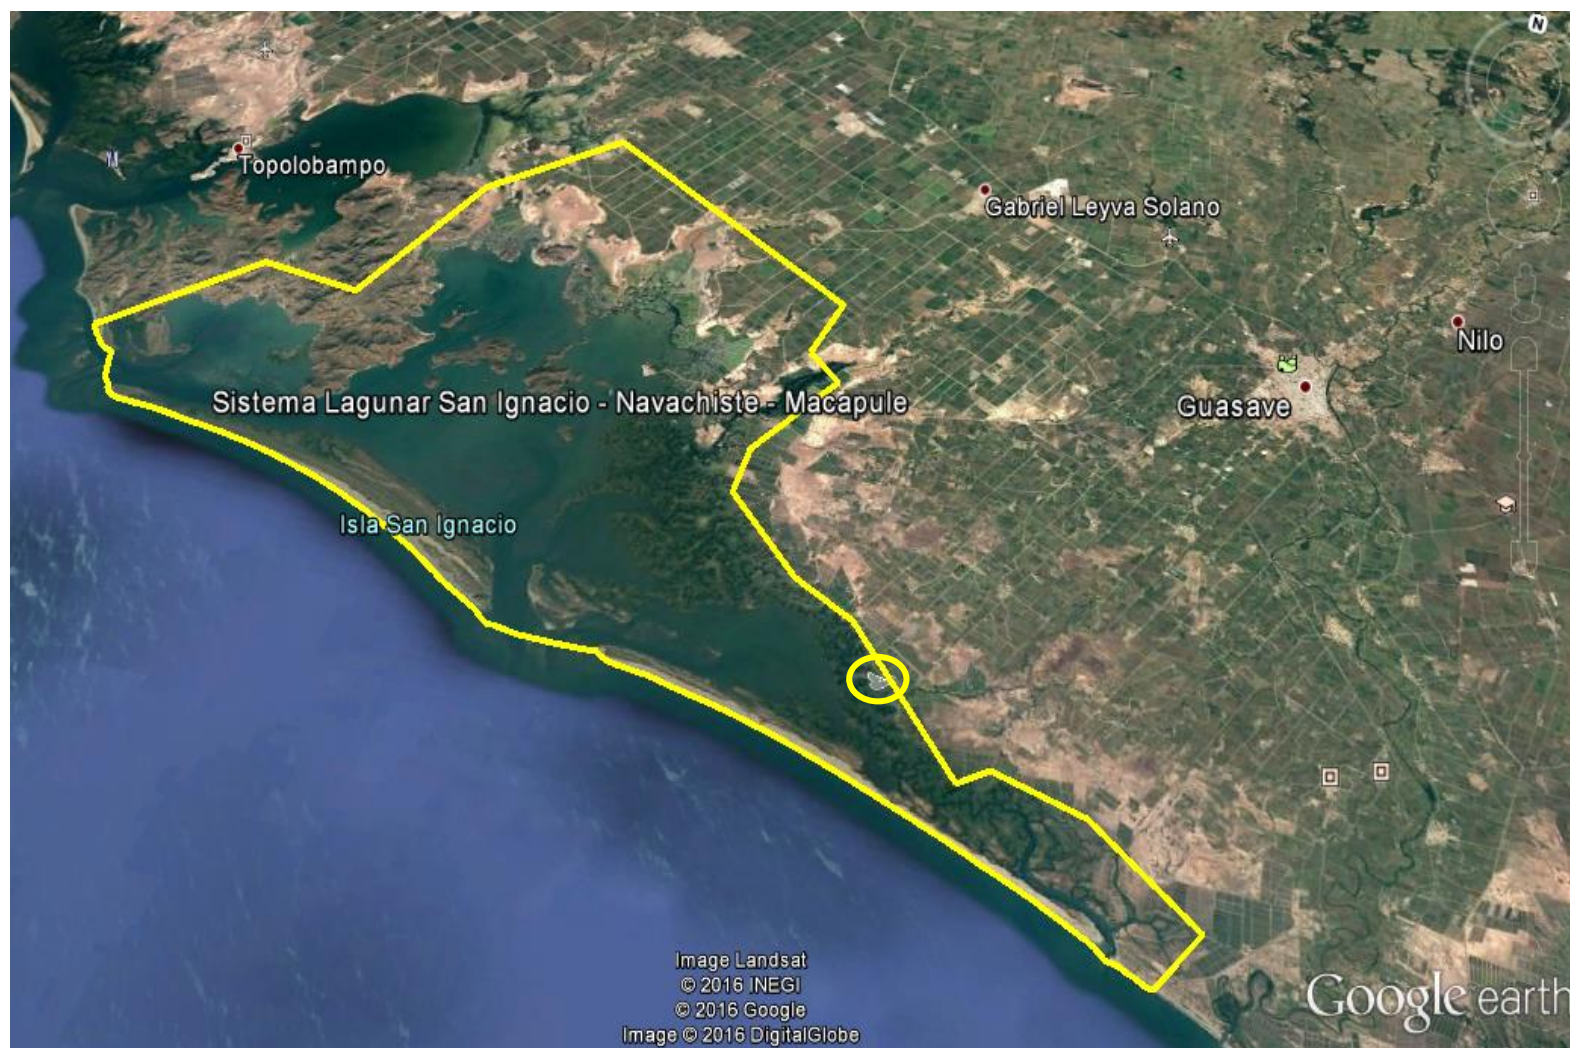 N
Topolobampo
Gabriel Leyva Solano
Nilo
Sistema Lagunar San Ignacio - Navachiste - Macapule
Guasave
Isla San Ignacio
Image Landsat
© 2016 INEGI
© 2016 Google
Image © 2016 DigitalGlobe
Google earth